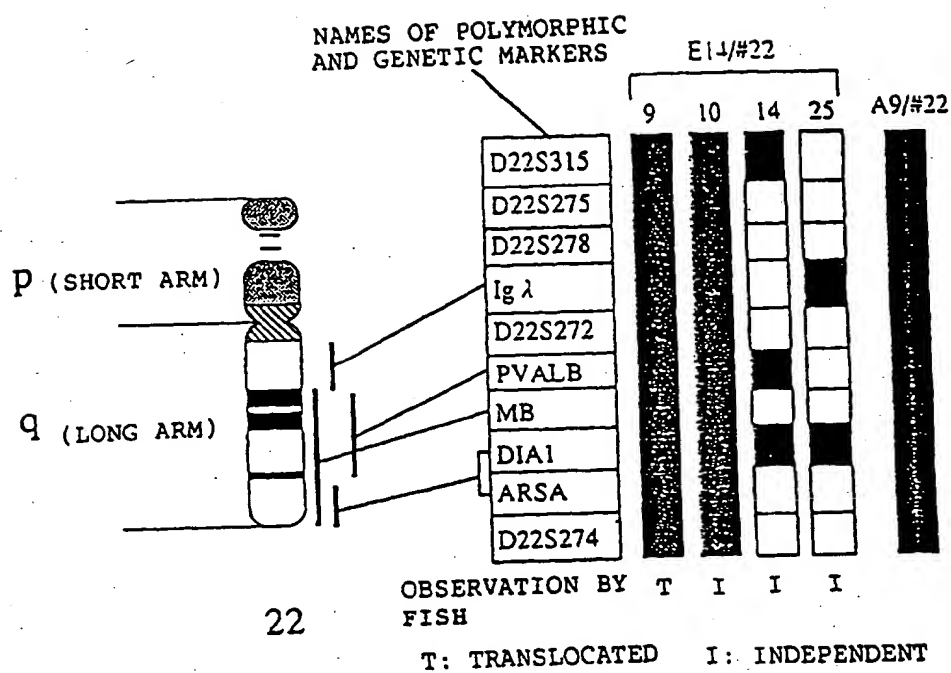 NAMES OF POLYMORPHIC
AND GENETIC MARKERS
E14/#22
9 10 14 25 A9/#22
D22S315
D22S275
D22S278
p (SHORT ARM)
Ig λ
D22S272
PVALB
MB
q (LONG ARM)
DIA1
ARSA
D22S274
OBSERVATION BY T I I I
FISH
22
T: TRANSLOCATED I: INDEPENDENT